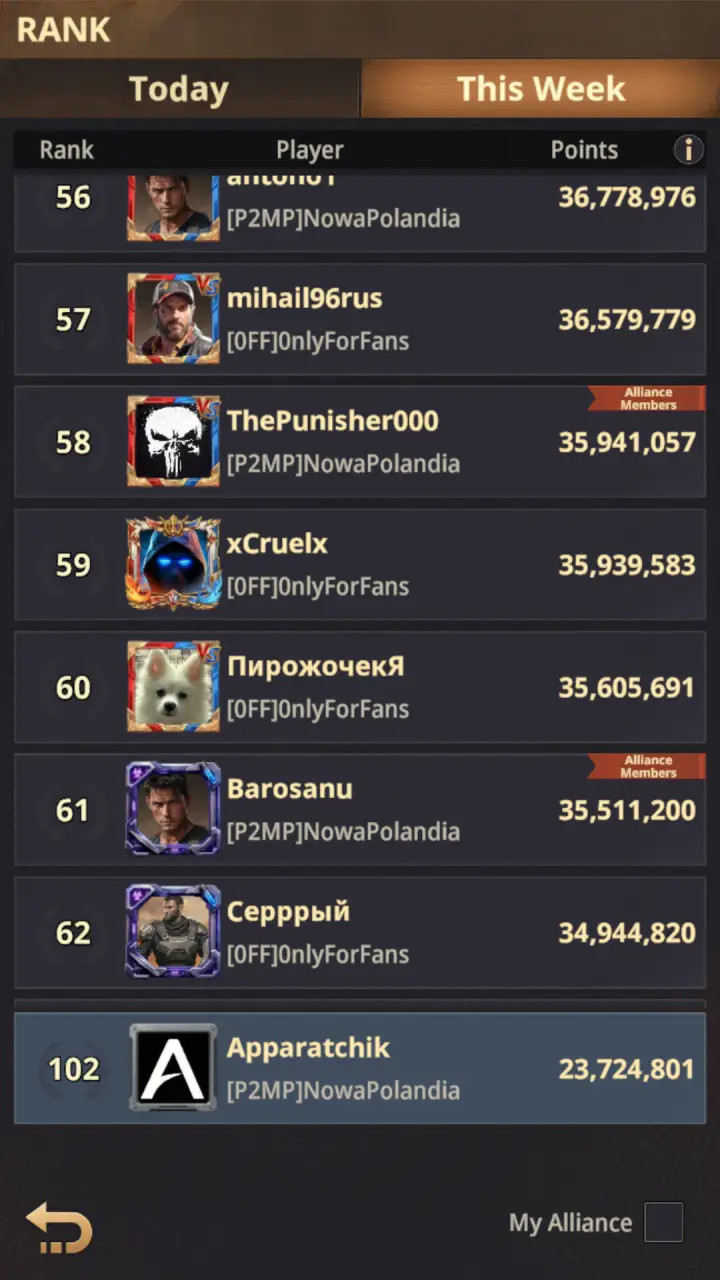 RANK
Today
This Week
Rank
Player
Points
i
56
antono1
[P2MP]NowaPolandia
36,778,976
57
mihail96rus
[0FF]0nlyForFans
36,579,779
58
ThePunisher000
[P2MP]NowaPolandia
Alliance
Members
35,941,057
59
xCruelx
[0FF]0nlyForFans
35,939,583
60
ПирожочекЯ
[0FF]0nlyForFans
35,605,691
61
Barosanu
[P2MP]NowaPolandia
Alliance
Members
35,511,200
62
Серррый
[0FF]0nlyForFans
34,944,820
102
Apparatchik
[P2MP]NowaPolandia
23,724,801
My Alliance